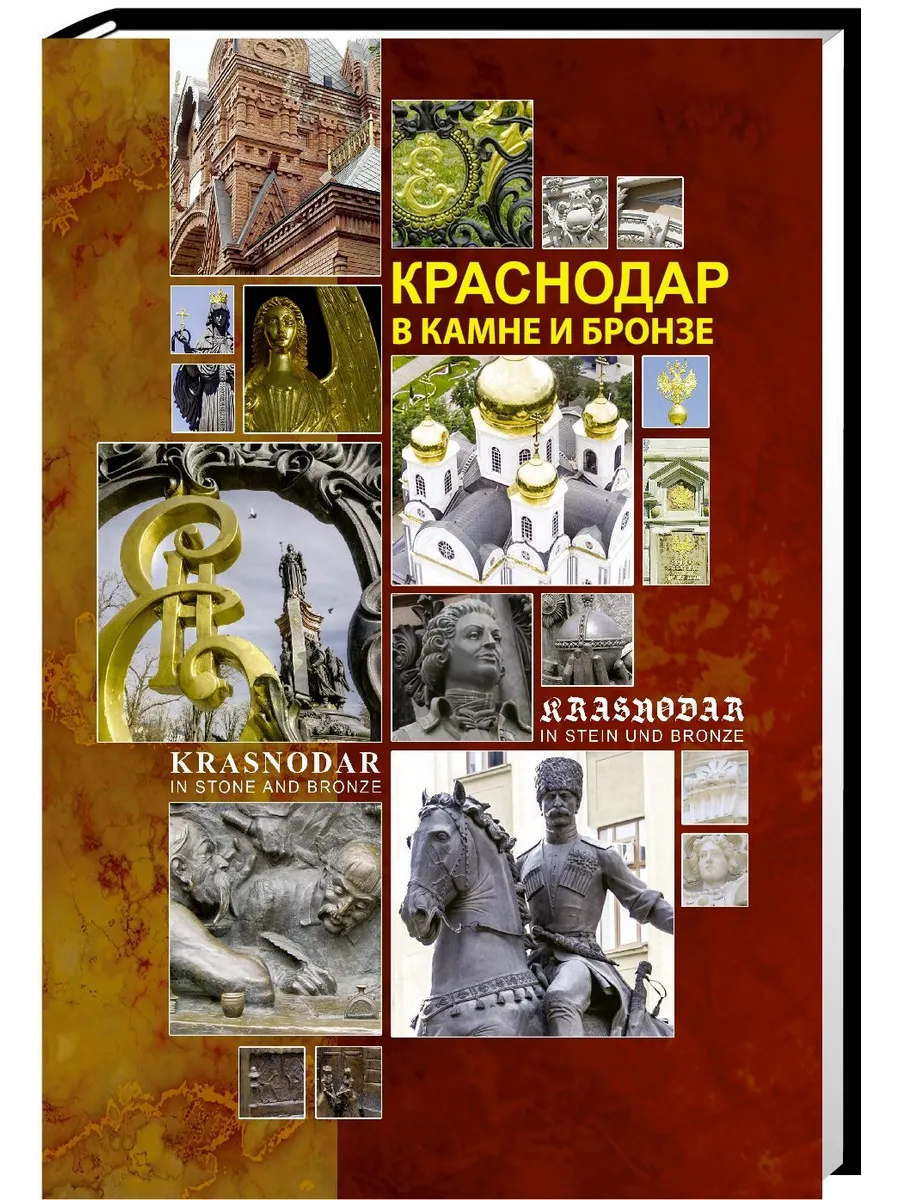 КРАСНОДАР
В КАМНЕ И БРОНЗЕ
KRASNODAR
IN STEIN UND BRONZE
KRASNODAR
IN STONE AND BRONZE